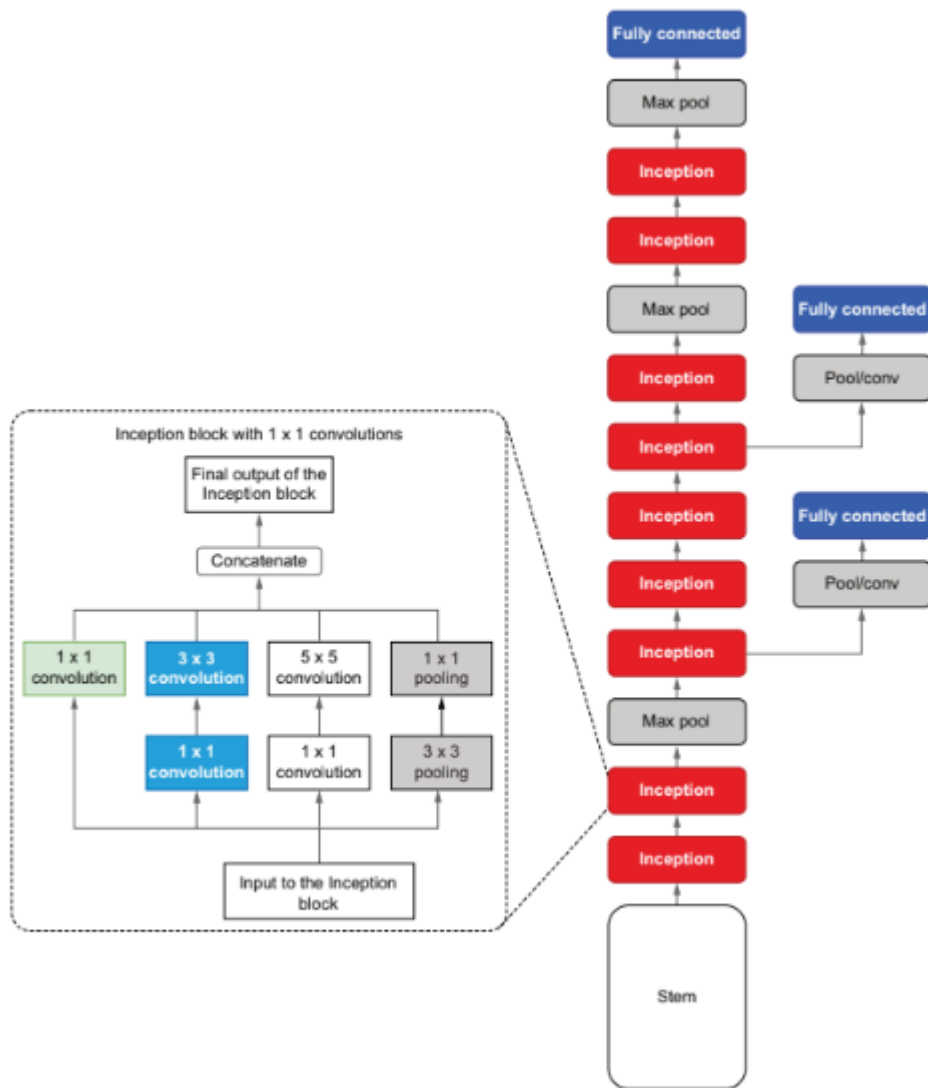 Fully connected
Max pool
Inception
Inception
Max pool
Fully connected
Inception
Pool/conv
Inception
Inception block with 1 x 1 convolutions
Final output of the
Inception block
Inception
Fully connected
Concatenate
Inception
Pool/conv
1 x 1
convolution
3 x 3
convolution
5 x 5
convolution
1 x 1
pooling
Inception
Max pool
1 x 1
convolution
1 x 1
convolution
3 x 3
pooling
Inception
Inception
Input to the Inception
block
Stem